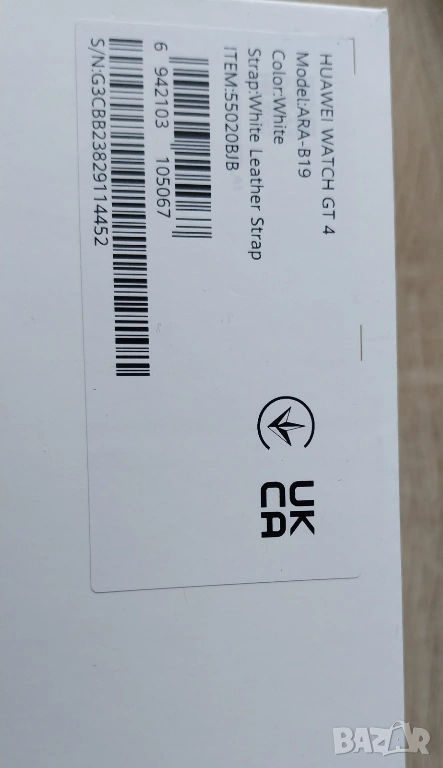 HUAWEI WATCH GT 4
Model:ARA-B19
Color:White
Strap:White Leather Strap
ITEM:55020BJB
6 942103 105067
S/N:G3CBB23829114452
UK
CA
BAZAR